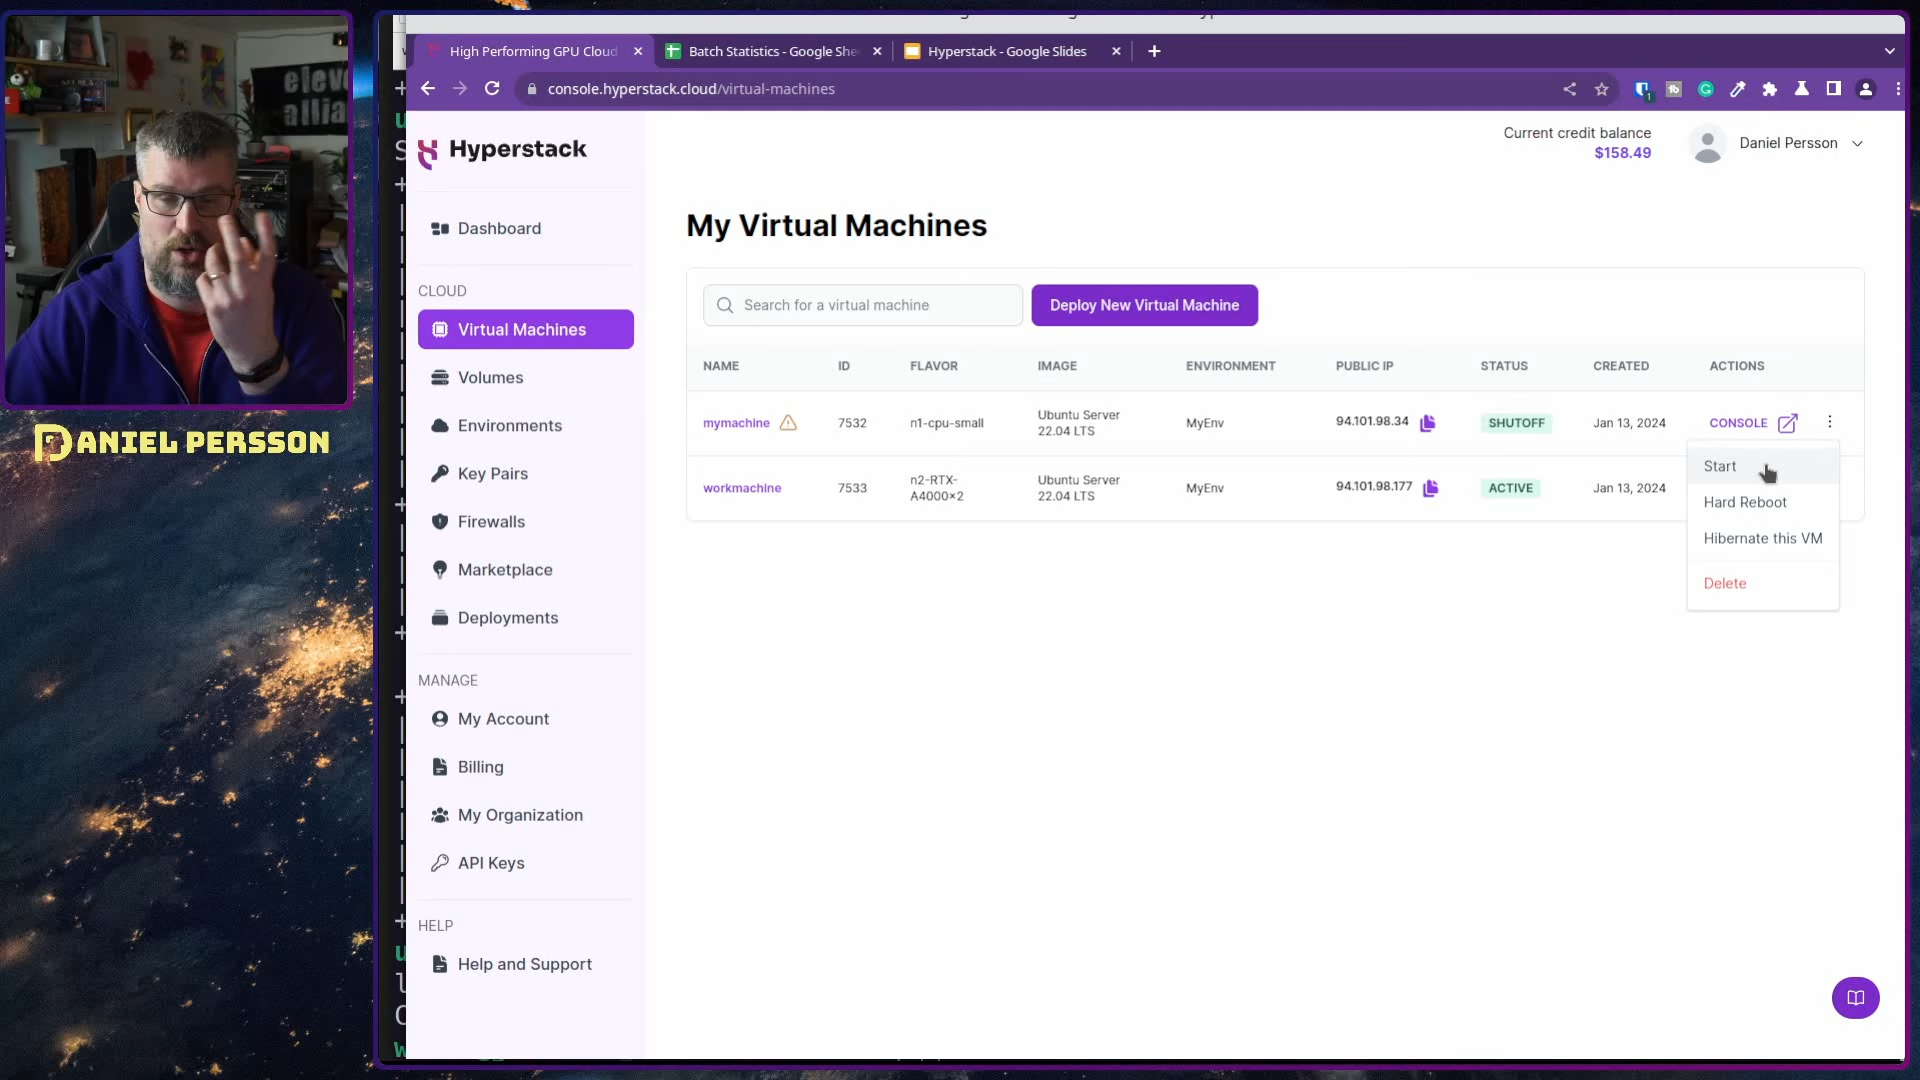 High Performing GPU Cloud
Batch Statistics - Google She
Hyperstack - Google Slides
console.hyperstack.cloud/virtual-machines
1
Hyperstack
Current credit balance
$158.49
Daniel Persson
Dashboard
CLOUD
Virtual Machines
Volumes
Environments
Key Pairs
Firewalls
Marketplace
Deployments
MANAGE
My Account
Billing
My Organization
API Keys
HELP
Help and Support
My Virtual Machines
Search for a virtual machine
Deploy New Virtual Machine
NAME ID FLAVOR IMAGE ENVIRONMENT PUBLIC IP STATUS CREATED ACTIONS
mymachine 7532 n1-cpu-small Ubuntu Server 22.04 LTS MyEnv 94.101.98.34 SHUTOFF Jan 13, 2024 CONSOLE
workmachine 7533 n2-RTX-A4000x2 Ubuntu Server 22.04 LTS MyEnv 94.101.98.177 ACTIVE Jan 13, 2024
Start
Hard Reboot
Hibernate this VM
Delete
DANIEL PERSSON